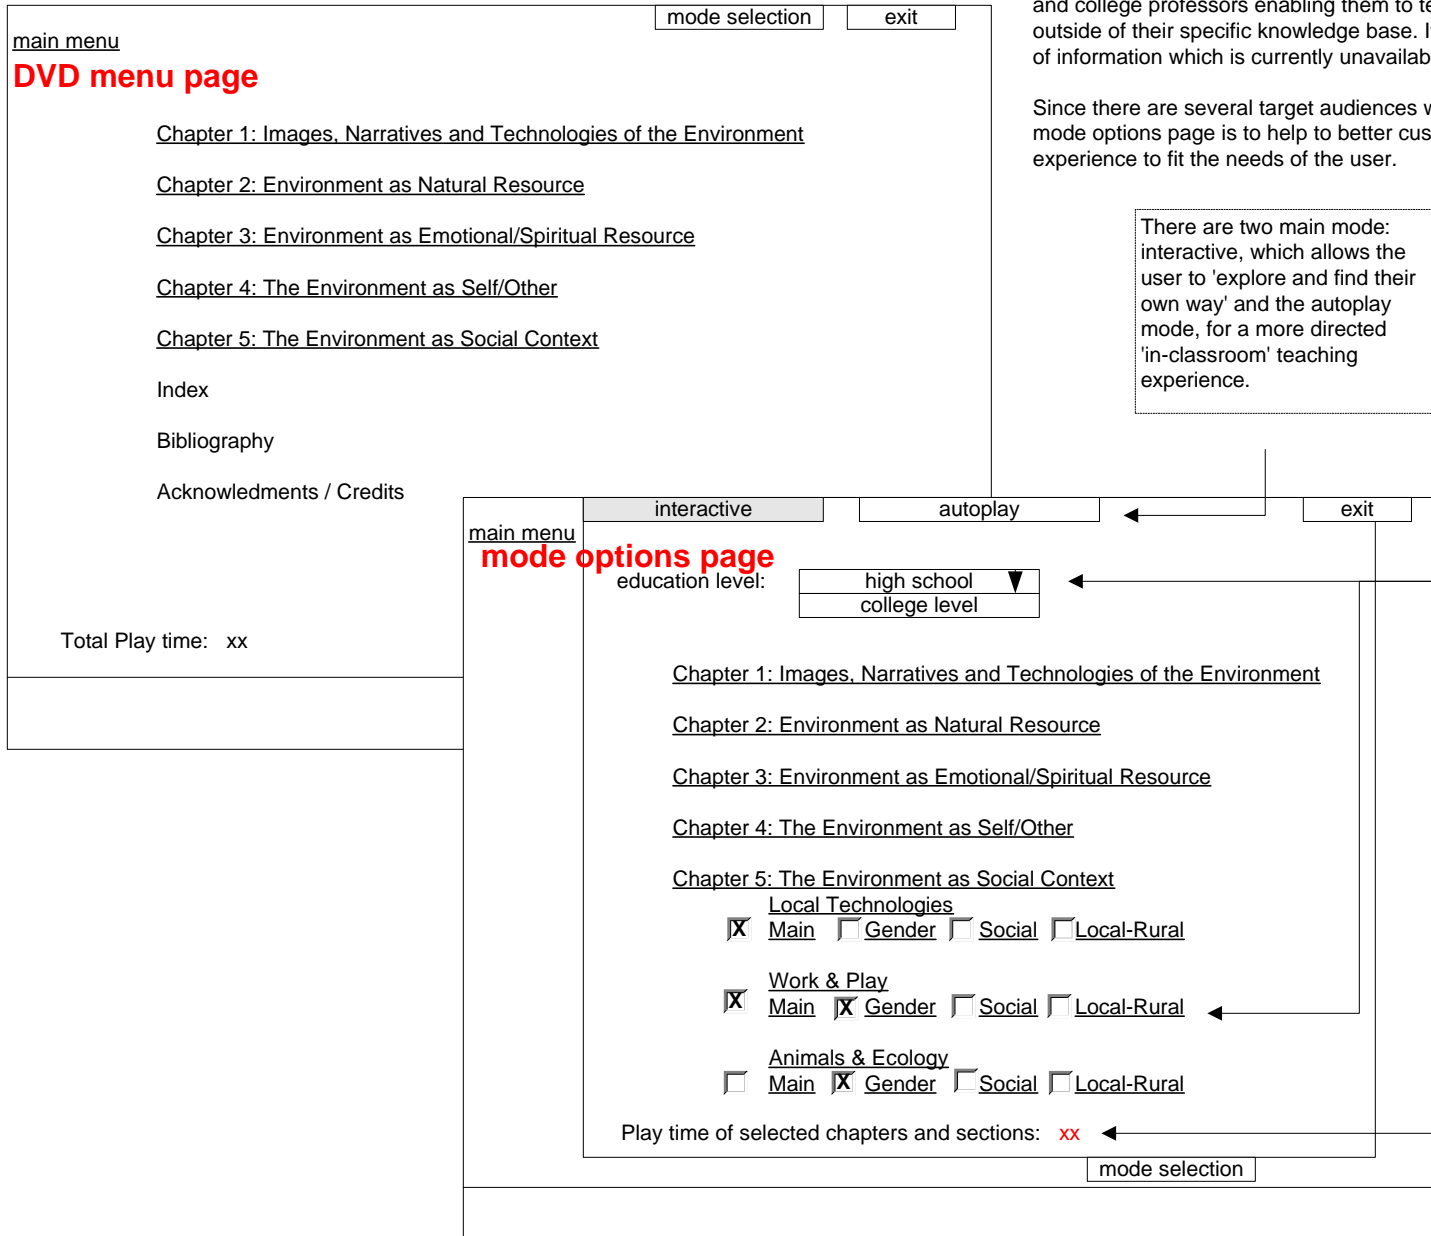 mode selection
exit
main menu
DVD menu page
Chapter 1: Images, Narratives and Technologies of the Environment
Chapter 2: Environment as Natural Resource
Chapter 3: Environment as Emotional/Spiritual Resource
Chapter 4: The Environment as Self/Other
Chapter 5: The Environment as Social Context
Index
Bibliography
Acknowledments / Credits
Total Play time: xx
and college professors enabling them to
outside of their specific knowledge base.
of information which is currently
Since there are several target audiences
mode options page is to help to better
experience to fit the needs of the user.
There are two main mode:
interactive, which allows the
user to 'explore and find their
own way' and the autoplay
mode, for a more directed
'in-classroom' teaching
experience.
interactive
autoplay
exit
main menu
mode options page
education level:
high school
college level
Chapter 1: Images, Narratives and Technologies of the Environment
Chapter 2: Environment as Natural Resource
Chapter 3: Environment as Emotional/Spiritual Resource
Chapter 4: The Environment as Self/Other
Chapter 5: The Environment as Social Context
Local Technologies
X Main Gender Social Local-Rural
Work & Play
X Main X Gender Social Local-Rural
Animals & Ecology
Main X Gender Social Local-Rural
Play time of selected chapters and sections: xx
mode selection